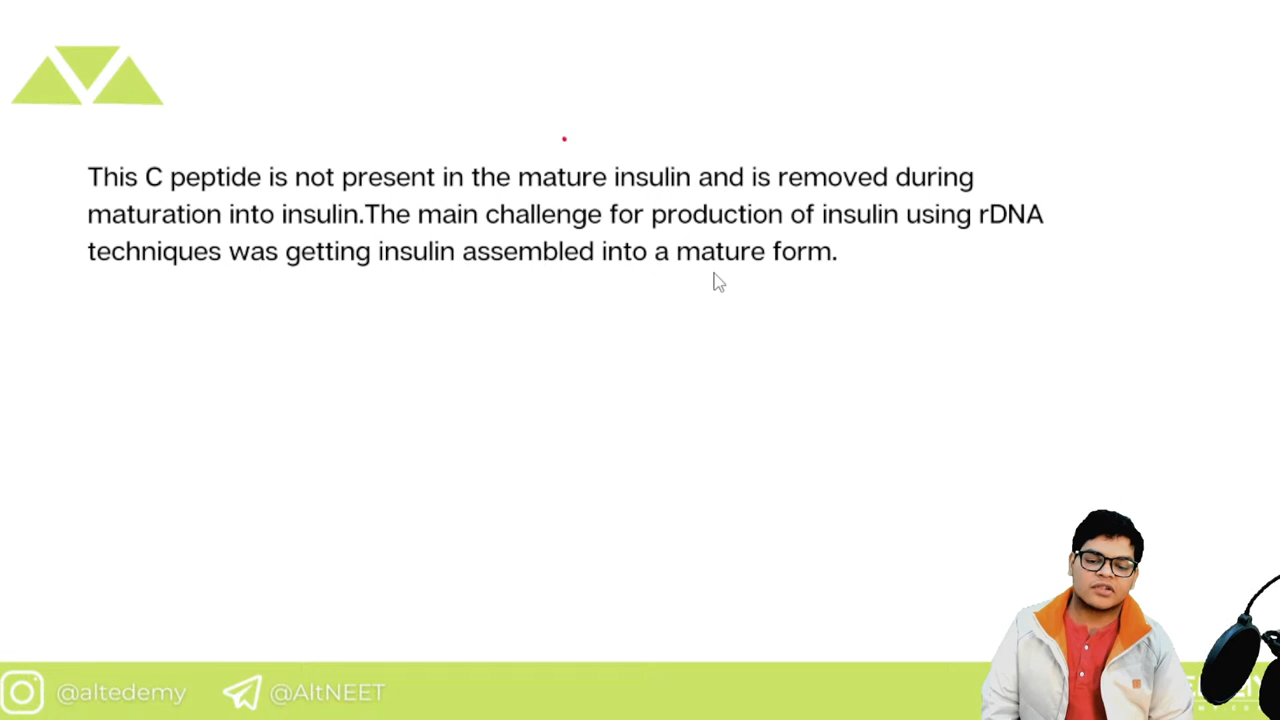 This C peptide is not present in the mature insulin and is removed during
maturation into insulin.The main challenge for production of insulin using rDNA
techniques was getting insulin assembled into a mature form.
@altedemy
@AltNEET